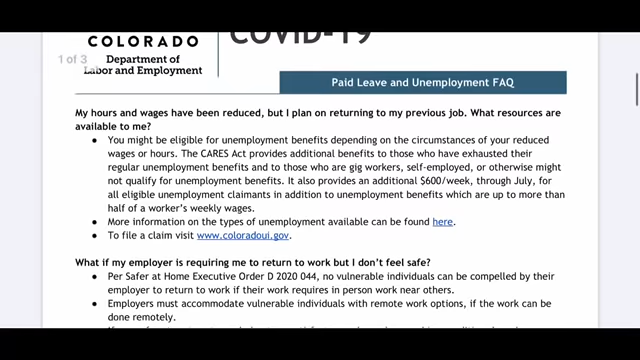 COLORADO
COVID-19
1 of 3
Department of
Labor and Employment
Paid Leave and Unemployment FAQ
My hours and wages have been reduced, but I plan on returning to my previous job. What resources are
available to me?
● You might be eligible for unemployment benefits depending on the circumstances of your reduced
wages or hours. The CARES Act provides additional benefits to those who have exhausted their
regular unemployment benefits and to those who are gig workers, self-employed, or otherwise might
not qualify for unemployment benefits. It also provides an additional $600/week, through July, for
all eligible unemployment claimants in addition to unemployment benefits which are up to more than
half of a worker's weekly wages.
● More information on the types of unemployment available can be found here.
● To file a claim visit www.coloradoui.gov.
What if my employer is requiring me to return to work but I don't feel safe?
● Per Safer at Home Executive Order D 2020 044, no vulnerable individuals can be compelled by their
employer to return to work if their work requires in person work near others.
● Employers must accommodate vulnerable individuals with remote work options, if the work can be
done remotely.